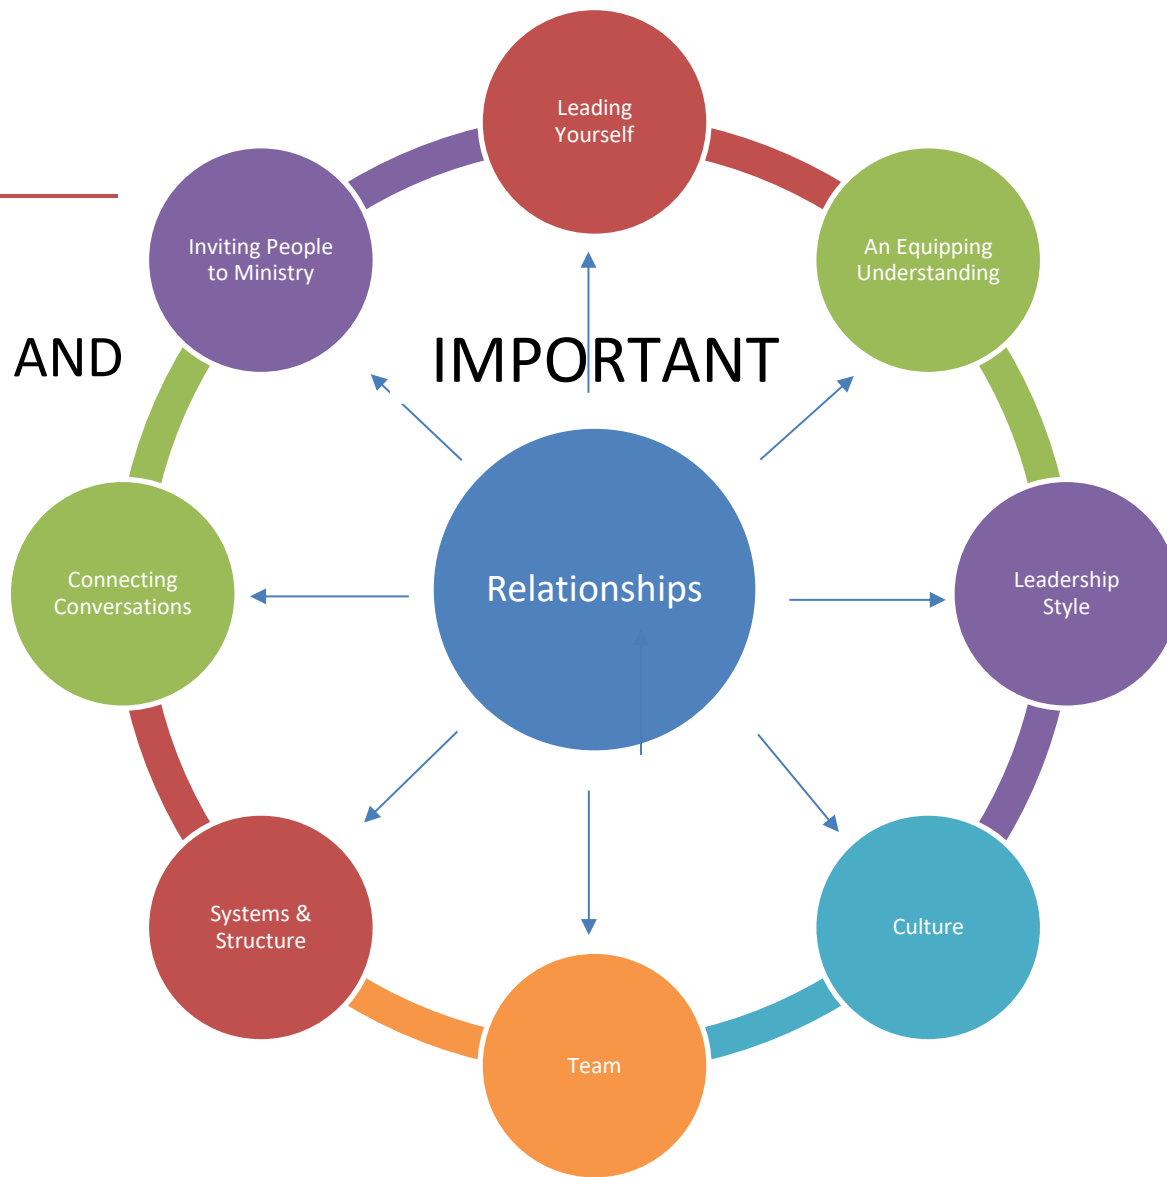 Leading
Yourself
Inviting People
to Ministry
An Equipping
Understanding
AND
IMPORTANT
Connecting
Conversations
Relationships
Leadership
Style
Systems &
Structure
Culture
Team